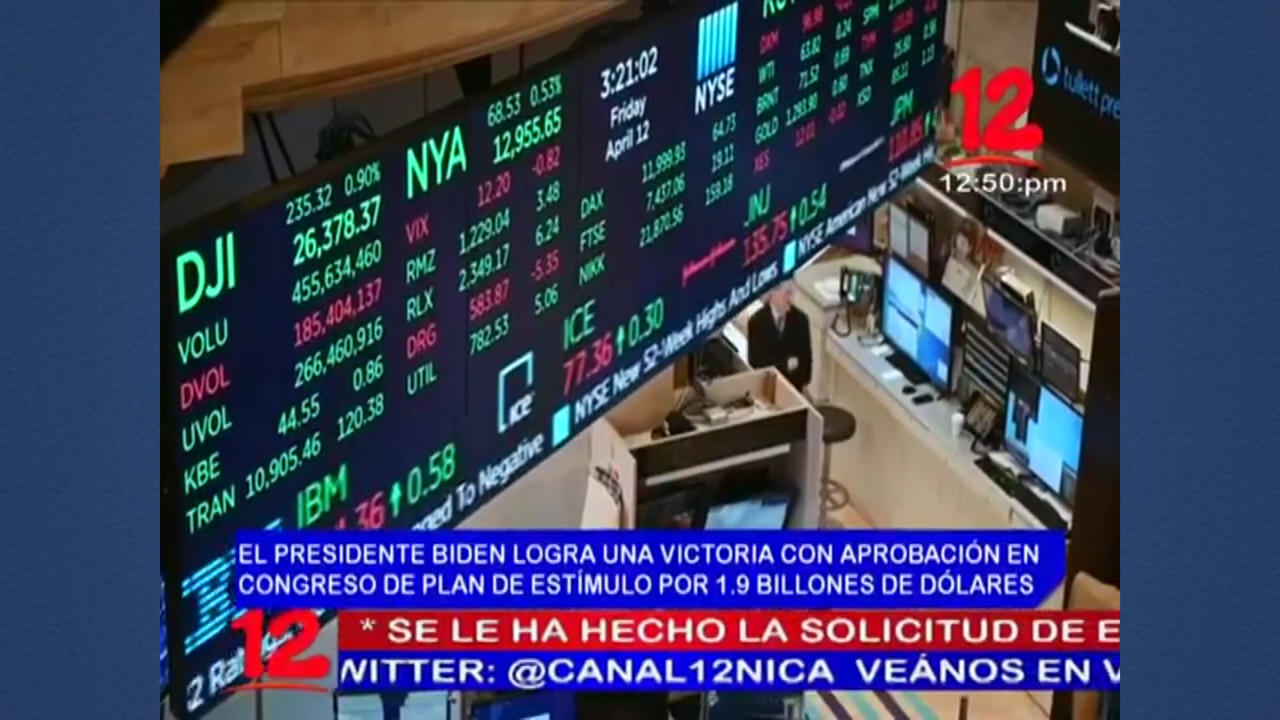 3:21:02
Friday
April 12
NYSE
DJI
235.32 0.90%
26,378.37
455,634,460
VOLU
185,404,137
DVOL
266,460,916
UVOL
0.86
KBE
44.55
120.38
TRAN 10,905.46
NYA
68.53 0.53%
12,955.65
VIX 12.20 -0.82
RMZ 1,229.04 3.48
RLX 2,349.17 6.24
DRG 583.87 -5.35
UTIL 782.53 5.06
DAX 11,999.93 64.73
FTSE 7,437.06 19.11
NIKK 21,870.56 159.18
WTI 63.82
BRNT 71.52
GOLD 1,293.90
JPM
JNJ
135.75 0.54
ICE
77.36 0.30
ice
IBM
0.58
To Negative
NYSE New 52-Week Highs And Lows
NYSE American New 52-Week
tullett pre
12
12:50:pm
EL PRESIDENTE BIDEN LOGRA UNA VICTORIA CON APROBACIÓN EN
CONGRESO DE PLAN DE ESTÍMULO POR 1.9 BILLONES DE DÓLARES
12
* SE LE HA HECHO LA SOLICITUD DE E
WITTER: @CANAL12NICA VEÁNOS EN V